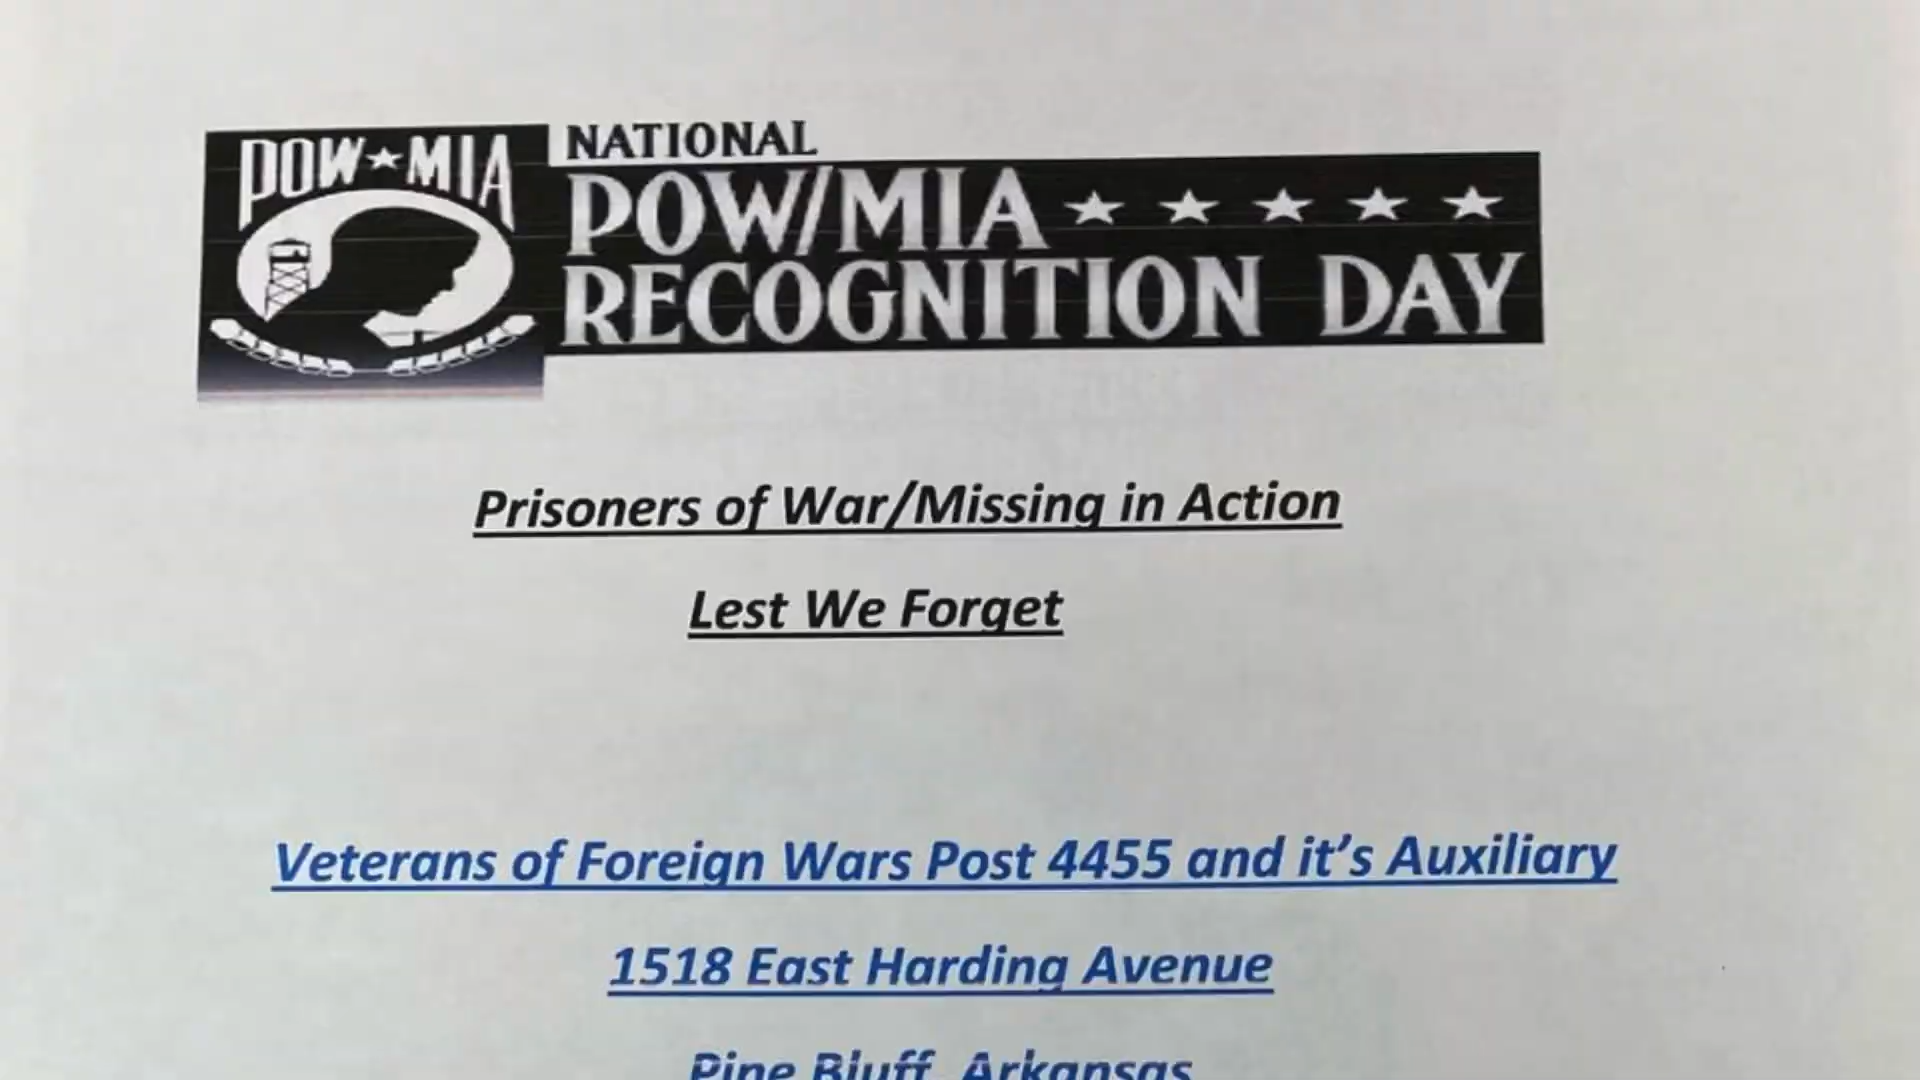 POW★MIA
NATIONAL
POW/MIA ★ ★ ★ ★ ★
RECOGNITION DAY
Prisoners of War/Missing in Action
Lest We Forget
Veterans of Foreign Wars Post 4455 and it’s Auxiliary
1518 East Harding Avenue
Pine Bluff, Arkansas